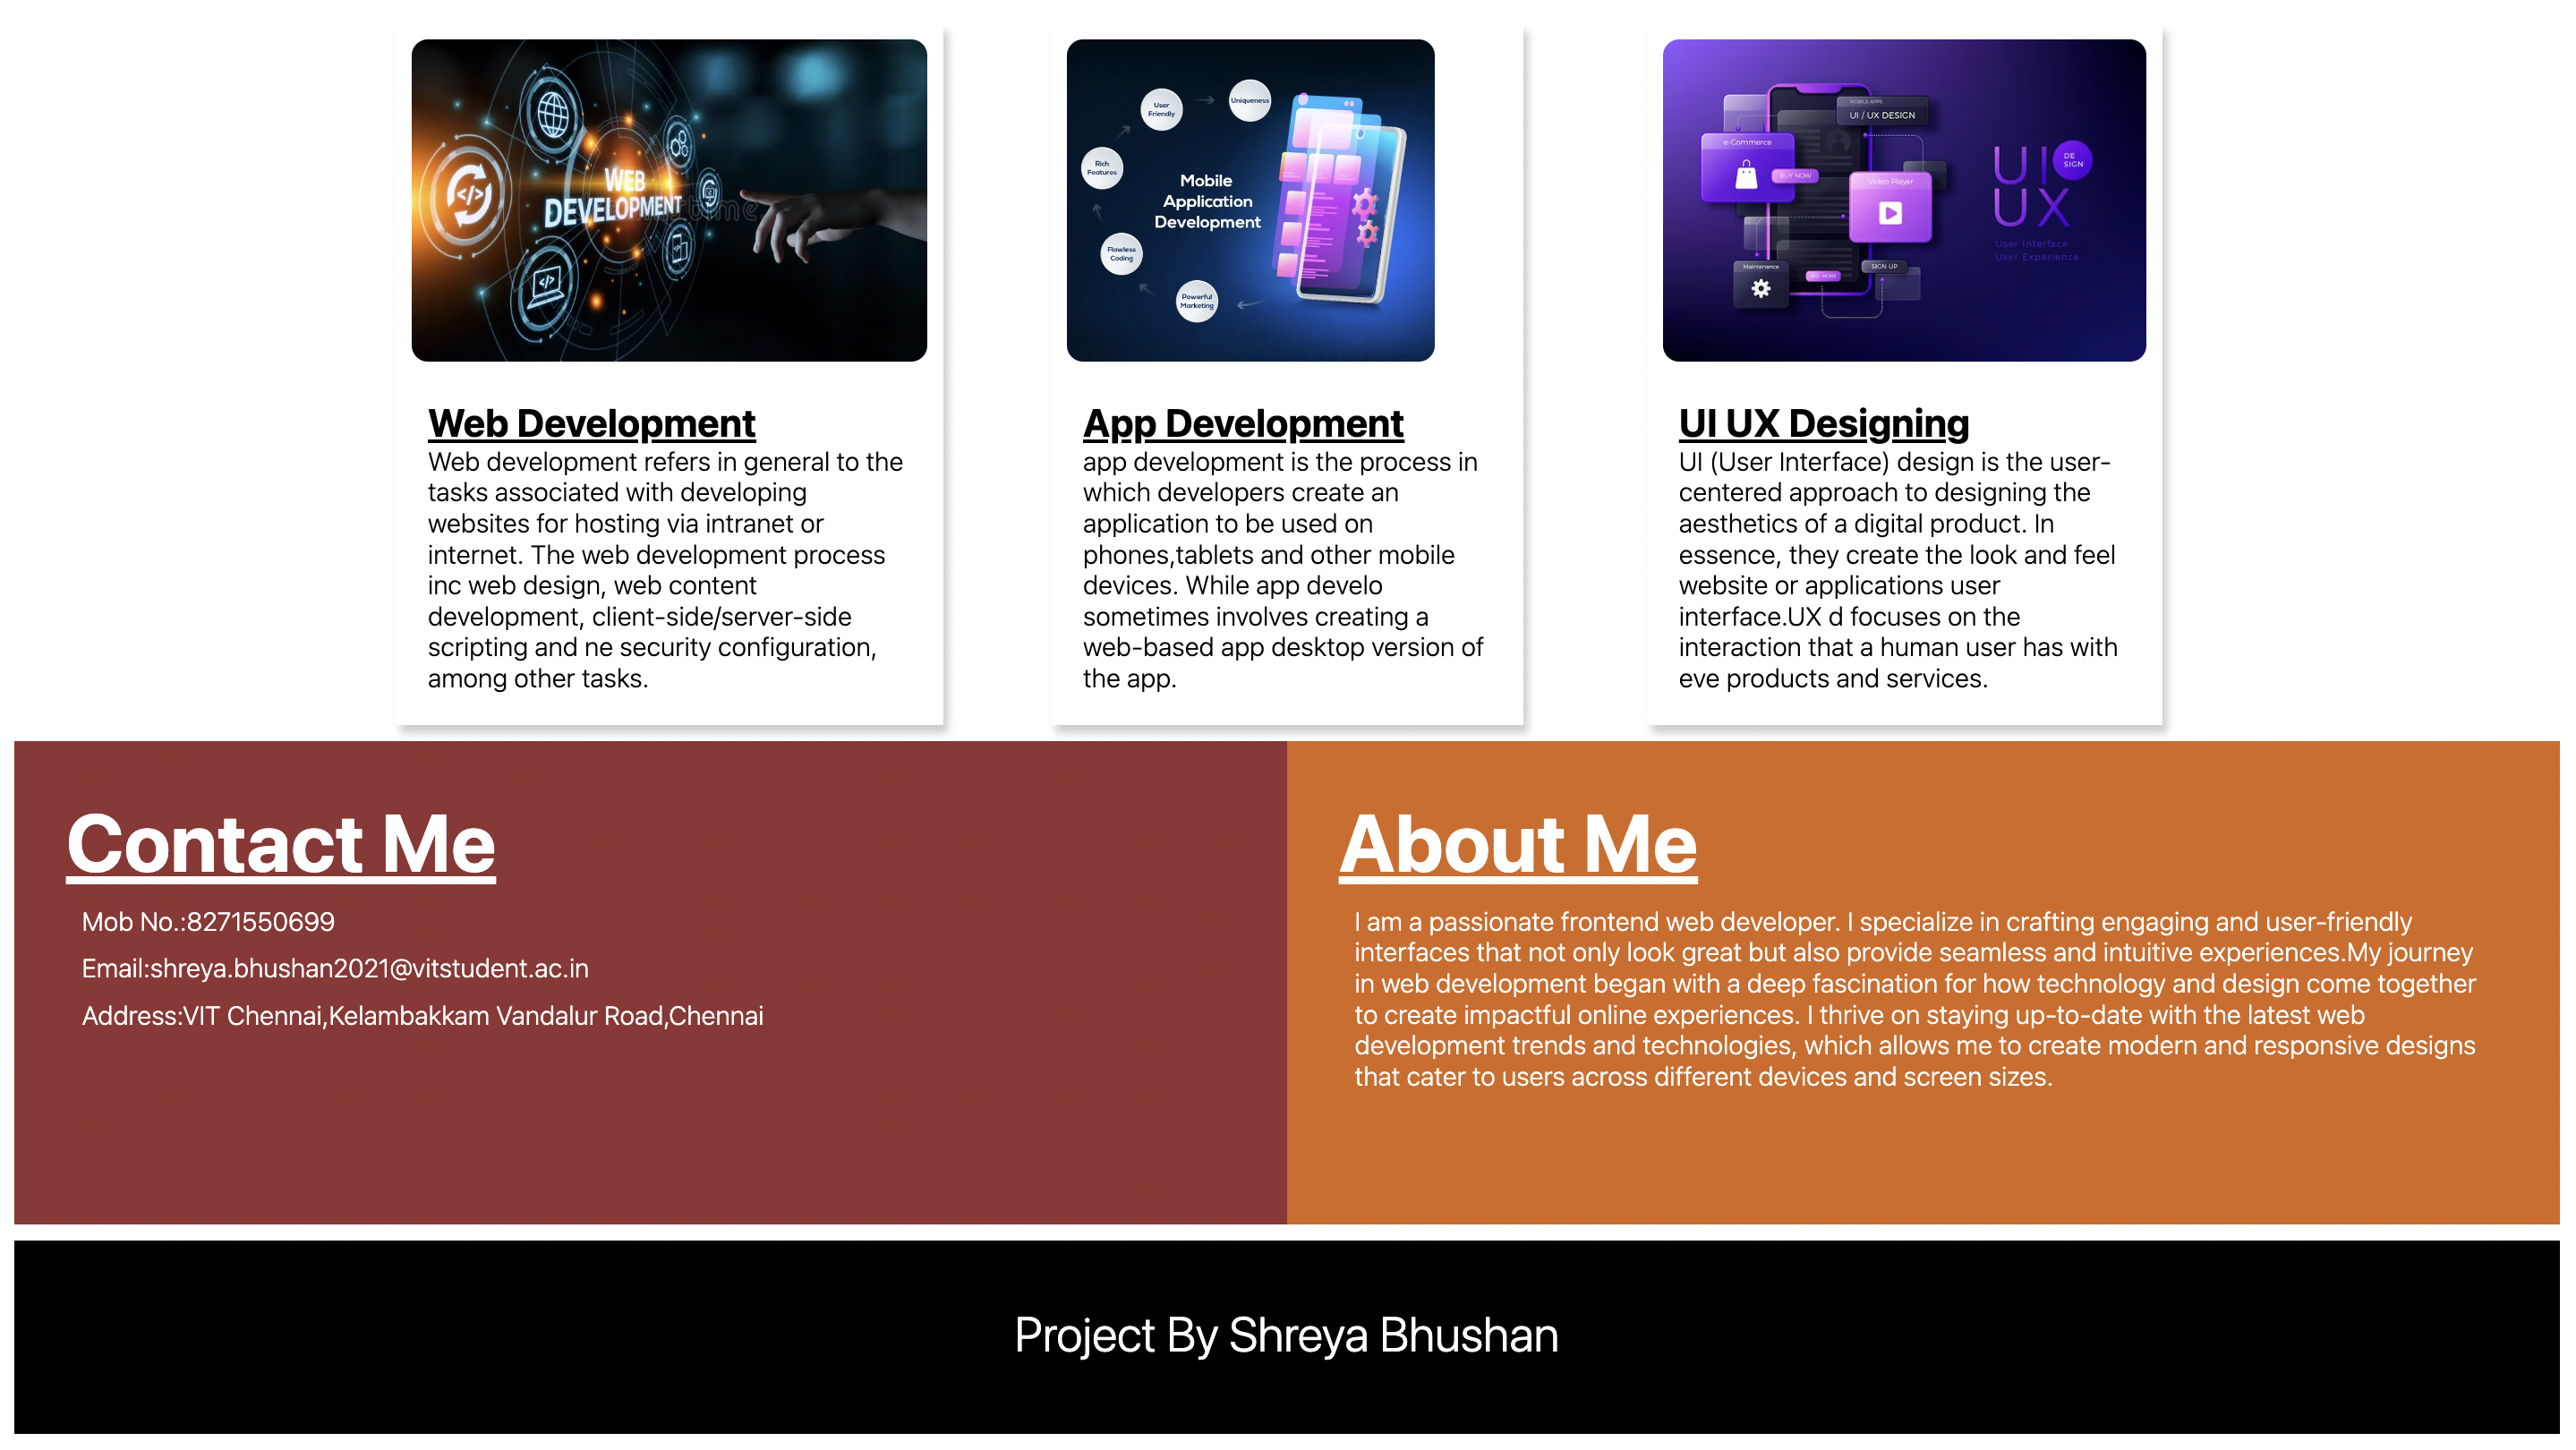 WEB
DEVELOPMENT
User
Friendly
Uniqueness
Rich
Features
Mobile
Application
Development
Flawless
Coding
Powerful
Marketing
MOBILE APPS
UI / UX DESIGN
e-Commerce
BUY NOW
Video Player
Maintenance
SIGN UP
UI
DE
SIGN
UX
User Interface
User Experience
Web Development
Web development refers in general to the
tasks associated with developing
websites for hosting via intranet or
internet. The web development process
inc web design, web content
development, client-side/server-side
scripting and ne security configuration,
among other tasks.
App Development
app development is the process in
which developers create an
application to be used on
phones,tablets and other mobile
devices. While app develo
sometimes involves creating a
web-based app desktop version of
the app.
UI UX Designing
UI (User Interface) design is the user-
centered approach to designing the
aesthetics of a digital product. In
essence, they create the look and feel
website or applications user
interface.UX d focuses on the
interaction that a human user has with
eve products and services.
Contact Me
Mob No.:8271550699
Email:shreya.bhushan2021@vitstudent.ac.in
Address:VIT Chennai,Kelambakkam Vandalur Road,Chennai
About Me
I am a passionate frontend web developer. I specialize in crafting engaging and user-friendly
interfaces that not only look great but also provide seamless and intuitive experiences.My journey
in web development began with a deep fascination for how technology and design come together
to create impactful online experiences. I thrive on staying up-to-date with the latest web
development trends and technologies, which allows me to create modern and responsive designs
that cater to users across different devices and screen sizes.
Project By Shreya Bhushan